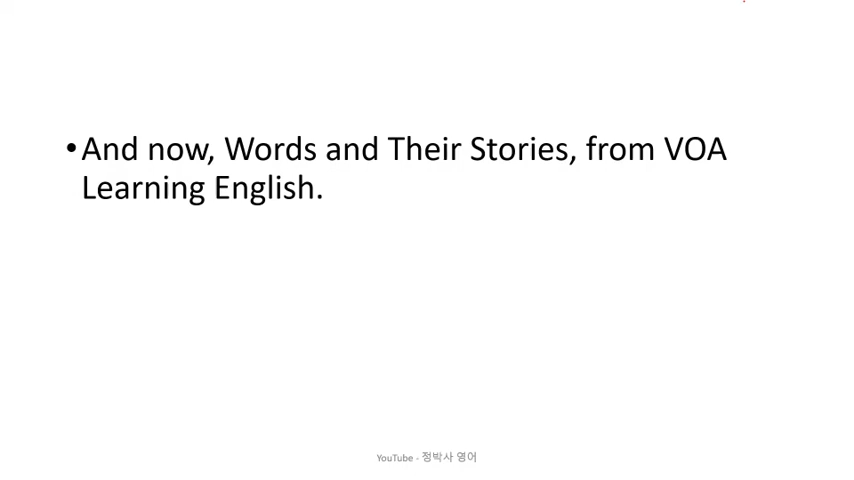 •And now, Words and Their Stories, from VOA
Learning English.
YouTube - 정박사 영어